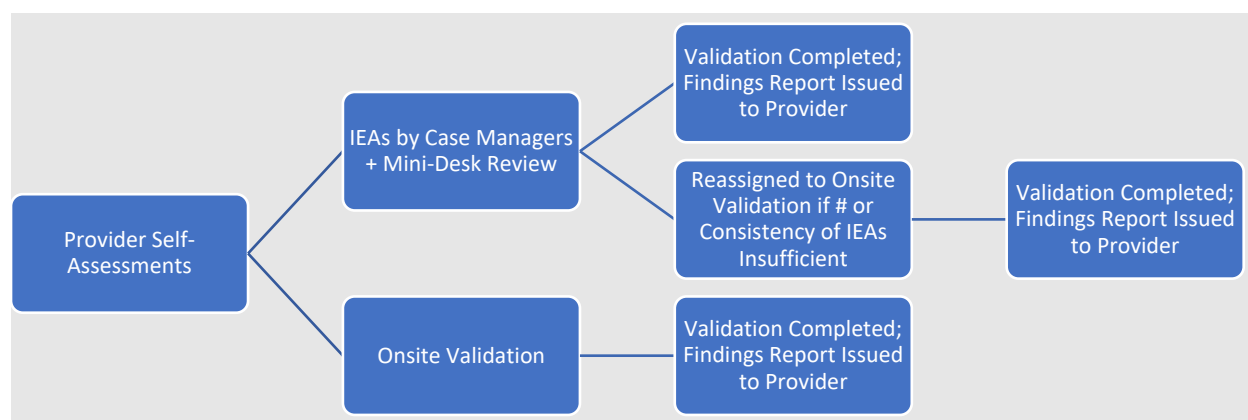 Provider Self-
Assessments
IEAs by Case Managers
+ Mini-Desk Review
Onsite Validation
Validation Completed;
Findings Report Issued
to Provider
Reassigned to Onsite
Validation if # or
Consistency of IEAs
Insufficient
Validation Completed;
Findings Report Issued
to Provider
Validation Completed;
Findings Report Issued
to Provider